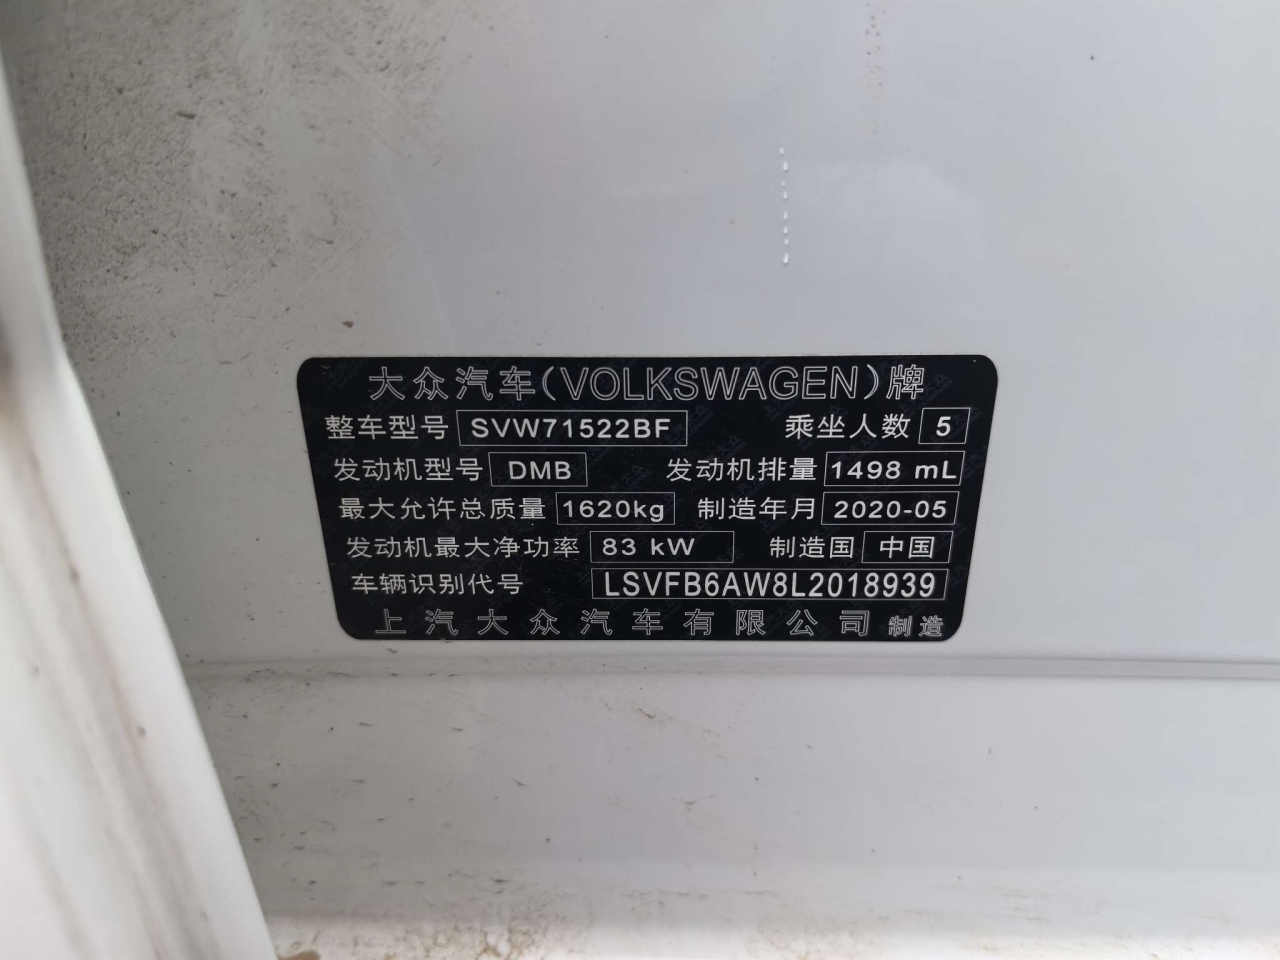 大众汽车(VOLKSWAGEN)牌
整车型号 SVW71522BF 乘坐人数 5
发动机型号 DMB 发动机排量 1498 mL
最大允许总质量 1620kg 制造年月 2020-05
发动机最大净功率 83 kW 制造国 中国
车辆识别代号 LSVFB6AW8L2018939
上汽大众汽车有限公司 制造